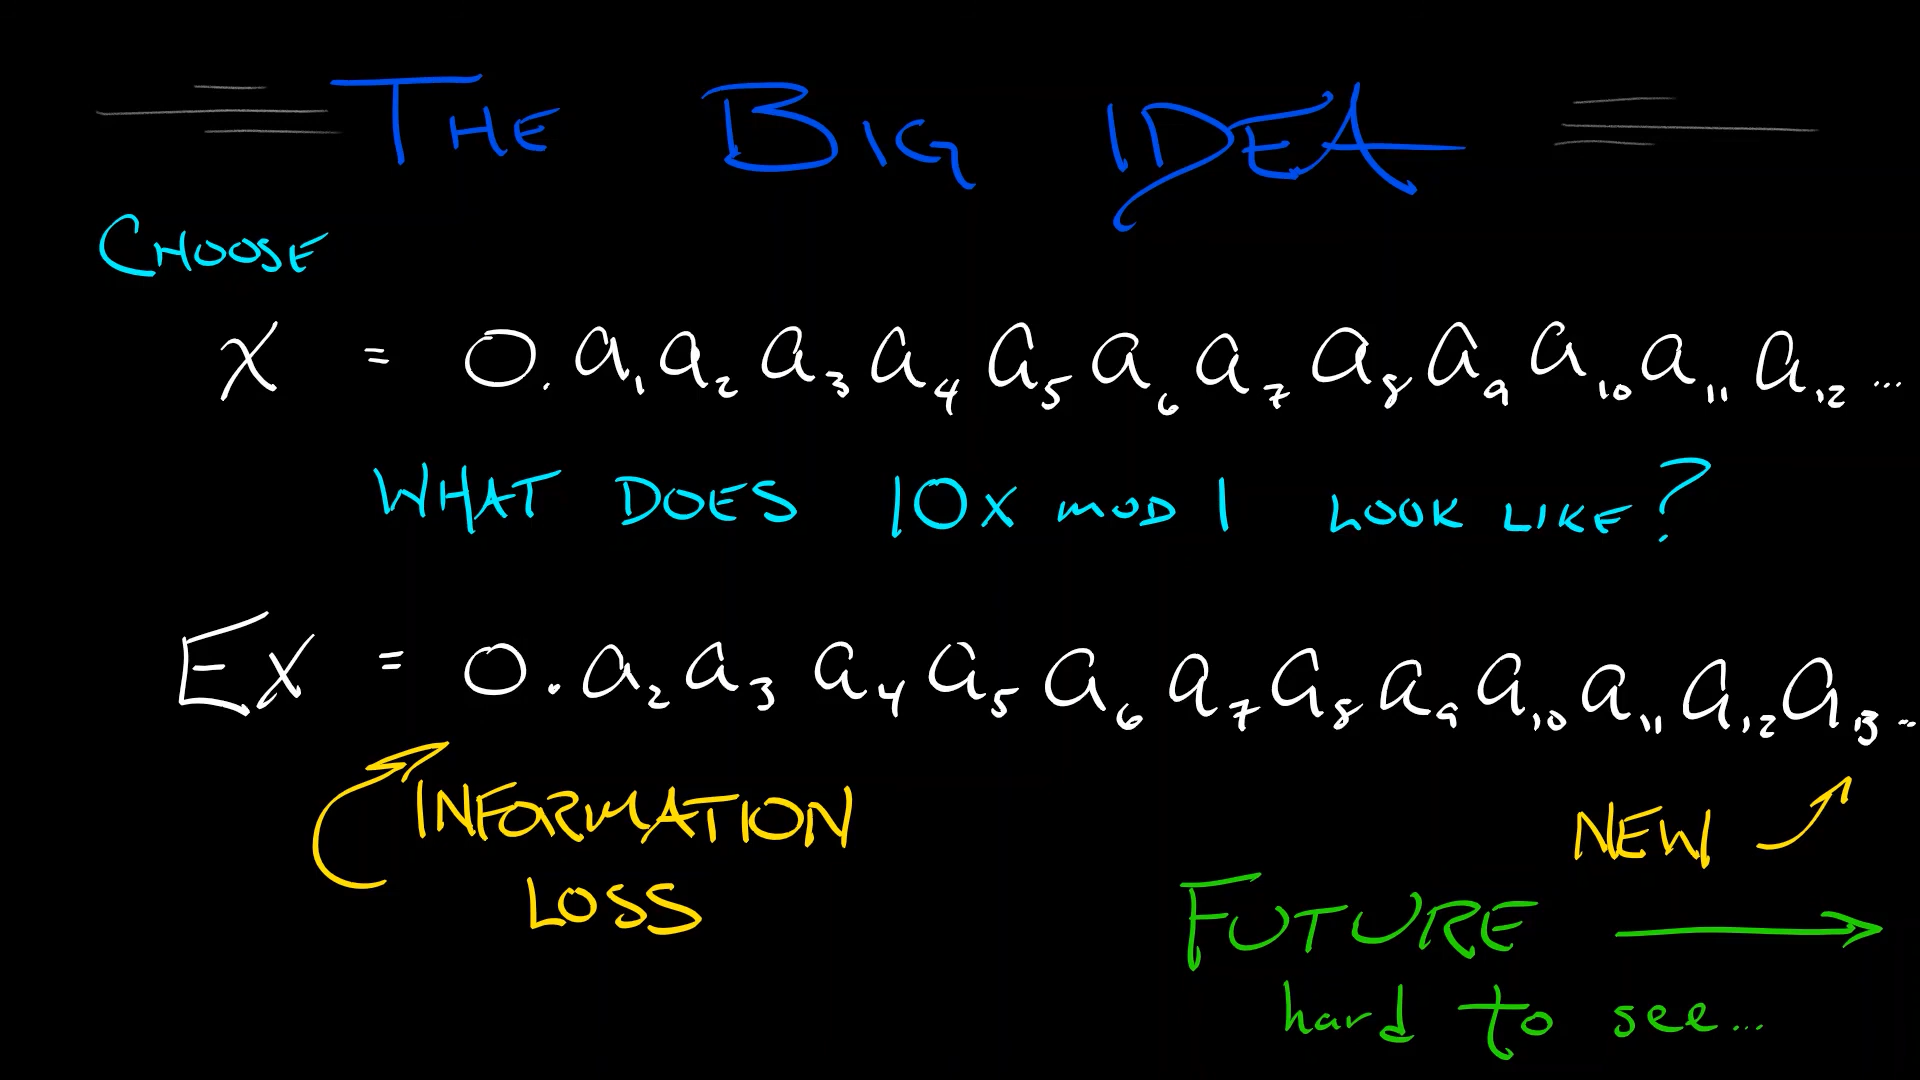 THE BIG IDEA
CHOOSE
x = 0.a₁a₂a₃a₄a₅a₆a₇a₈a₉a₁₀a₁₁a₁₂...
WHAT DOES 10x MOD 1 LOOK LIKE?
Ex = 0.a₂a₃a₄a₅a₆a₇a₈a₉a₁₀a₁₁a₁₂a₁₃...
INFORMATION
LOSS
NEW
FUTURE
hard to see...